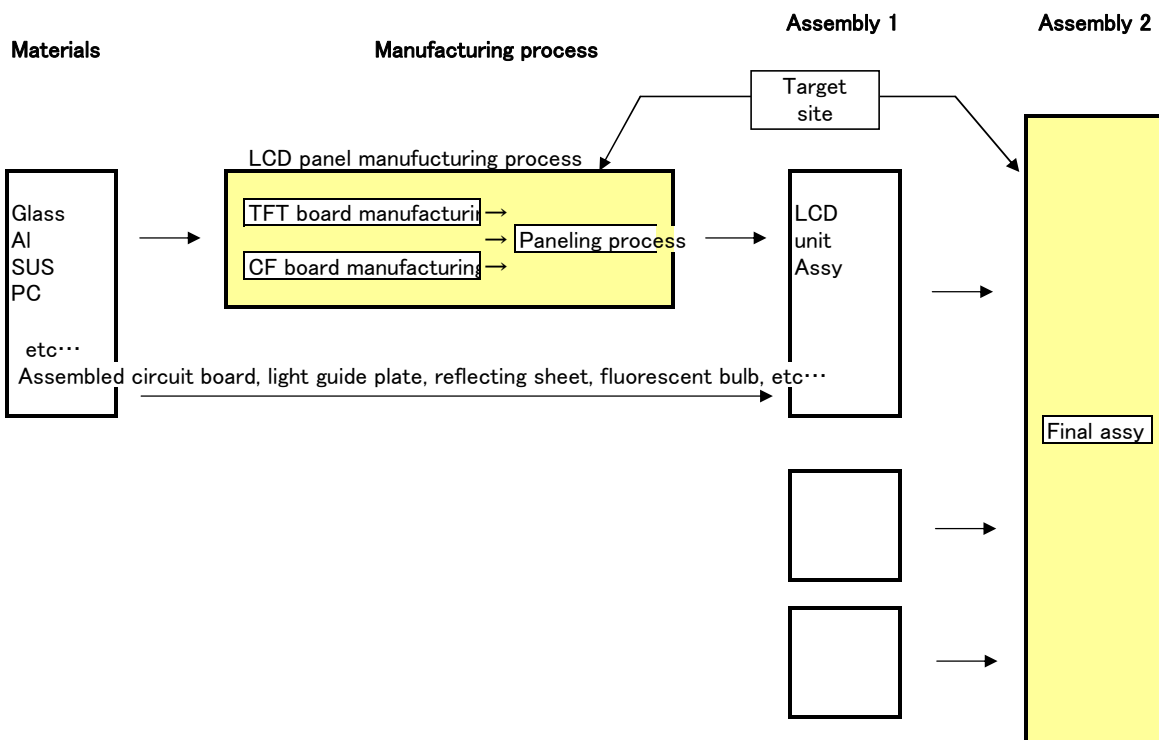 Assembly 1
Assembly 2
Materials
Manufacturing process
Target
site
LCD panel manufucturing process
Glass
Al
SUS
PC
etc…
TFT board manufacturin
→
→
Paneling process
CF board manufacturing
→
LCD
unit
Assy
Assembled circuit board, light guide plate, reflecting sheet, fluorescent bulb, etc…
Final assy